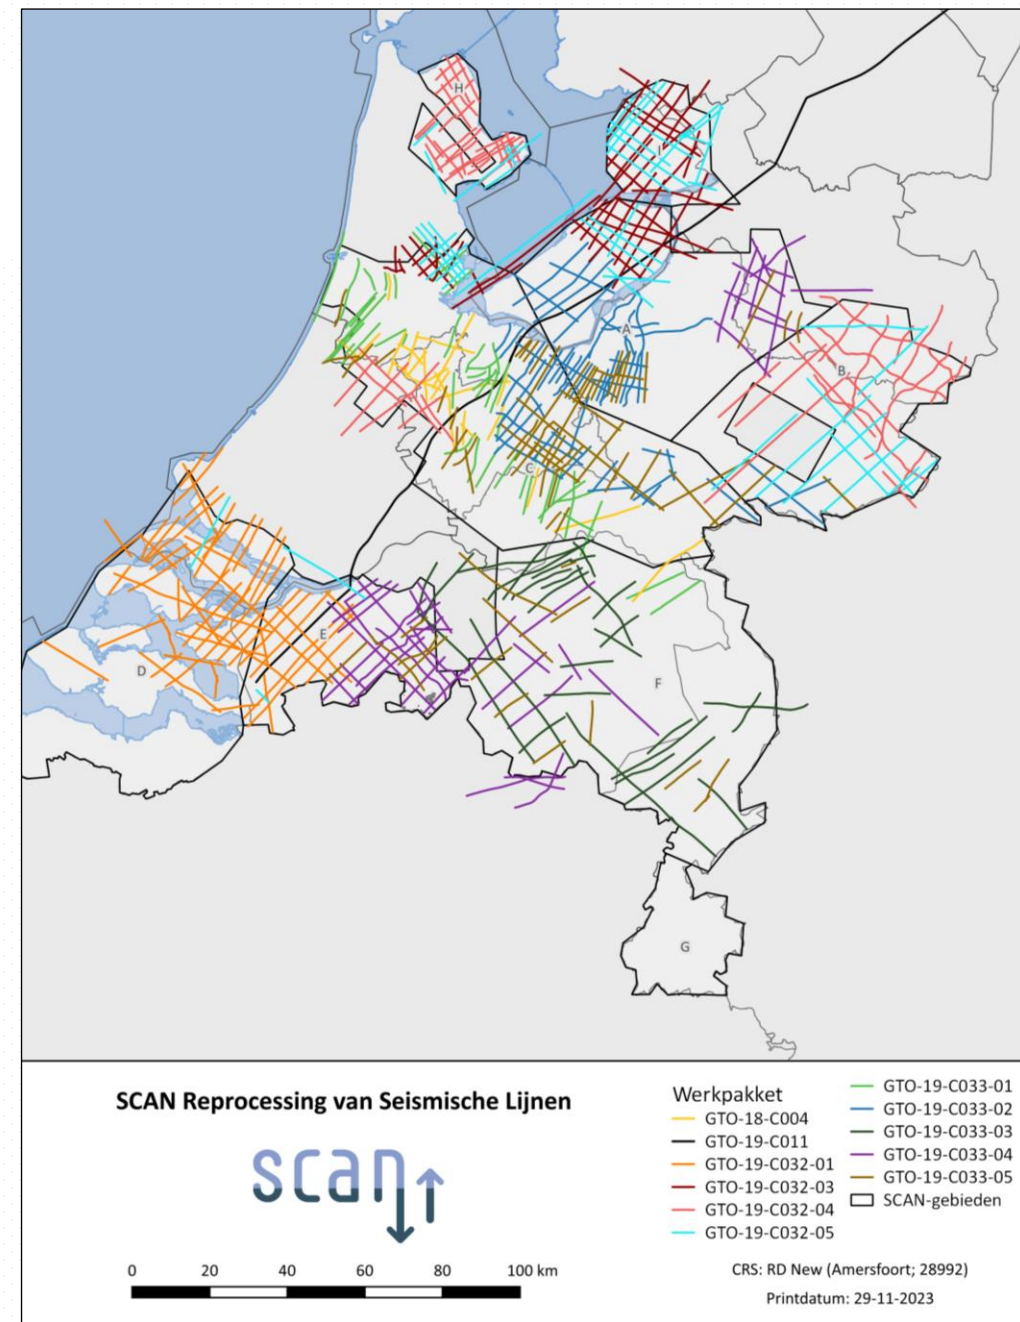 H
I
A
B
C
E
D
F
G
SCAN Reprocessing van Seismische Lijnen
scan
0 20 40 60 80 100 km
Werkpakket
GTO-18-C004
GTO-19-C011
GTO-19-C032-01
GTO-19-C032-03
GTO-19-C032-04
GTO-19-C032-05
GTO-19-C033-01
GTO-19-C033-02
GTO-19-C033-03
GTO-19-C033-04
GTO-19-C033-05
SCAN-gebieden
CRS: RD New (Amersfoort; 28992)
Printdatum: 29-11-2023